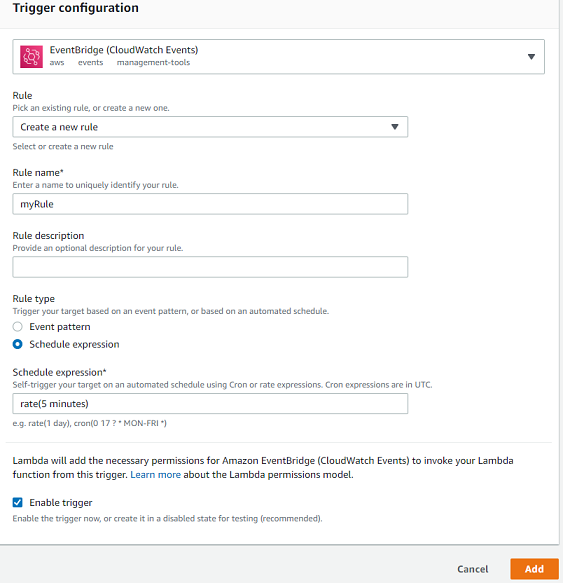 Trigger configuration
EventBridge (CloudWatch Events)
aws events management-tools
Rule
Pick an existing rule, or create a new one.
Create a new rule
Select or create a new rule
Rule name*
Enter a name to uniquely identify your rule.
myRule
Rule description
Provide an optional description for your rule.
Rule type
Trigger your target based on an event pattern, or based on an automated schedule.
Event pattern
Schedule expression
Schedule expression*
Self-trigger your target on an automated schedule using Cron or rate expressions. Cron expressions are in UTC.
rate(5 minutes)
e.g. rate(1 day), cron(0 17 ? * MON-FRI *)
Lambda will add the necessary permissions for Amazon EventBridge (CloudWatch Events) to invoke your Lambda
function from this trigger. Learn more about the Lambda permissions model.
Enable trigger
Enable the trigger now, or create it in a disabled state for testing (recommended).
Cancel Add